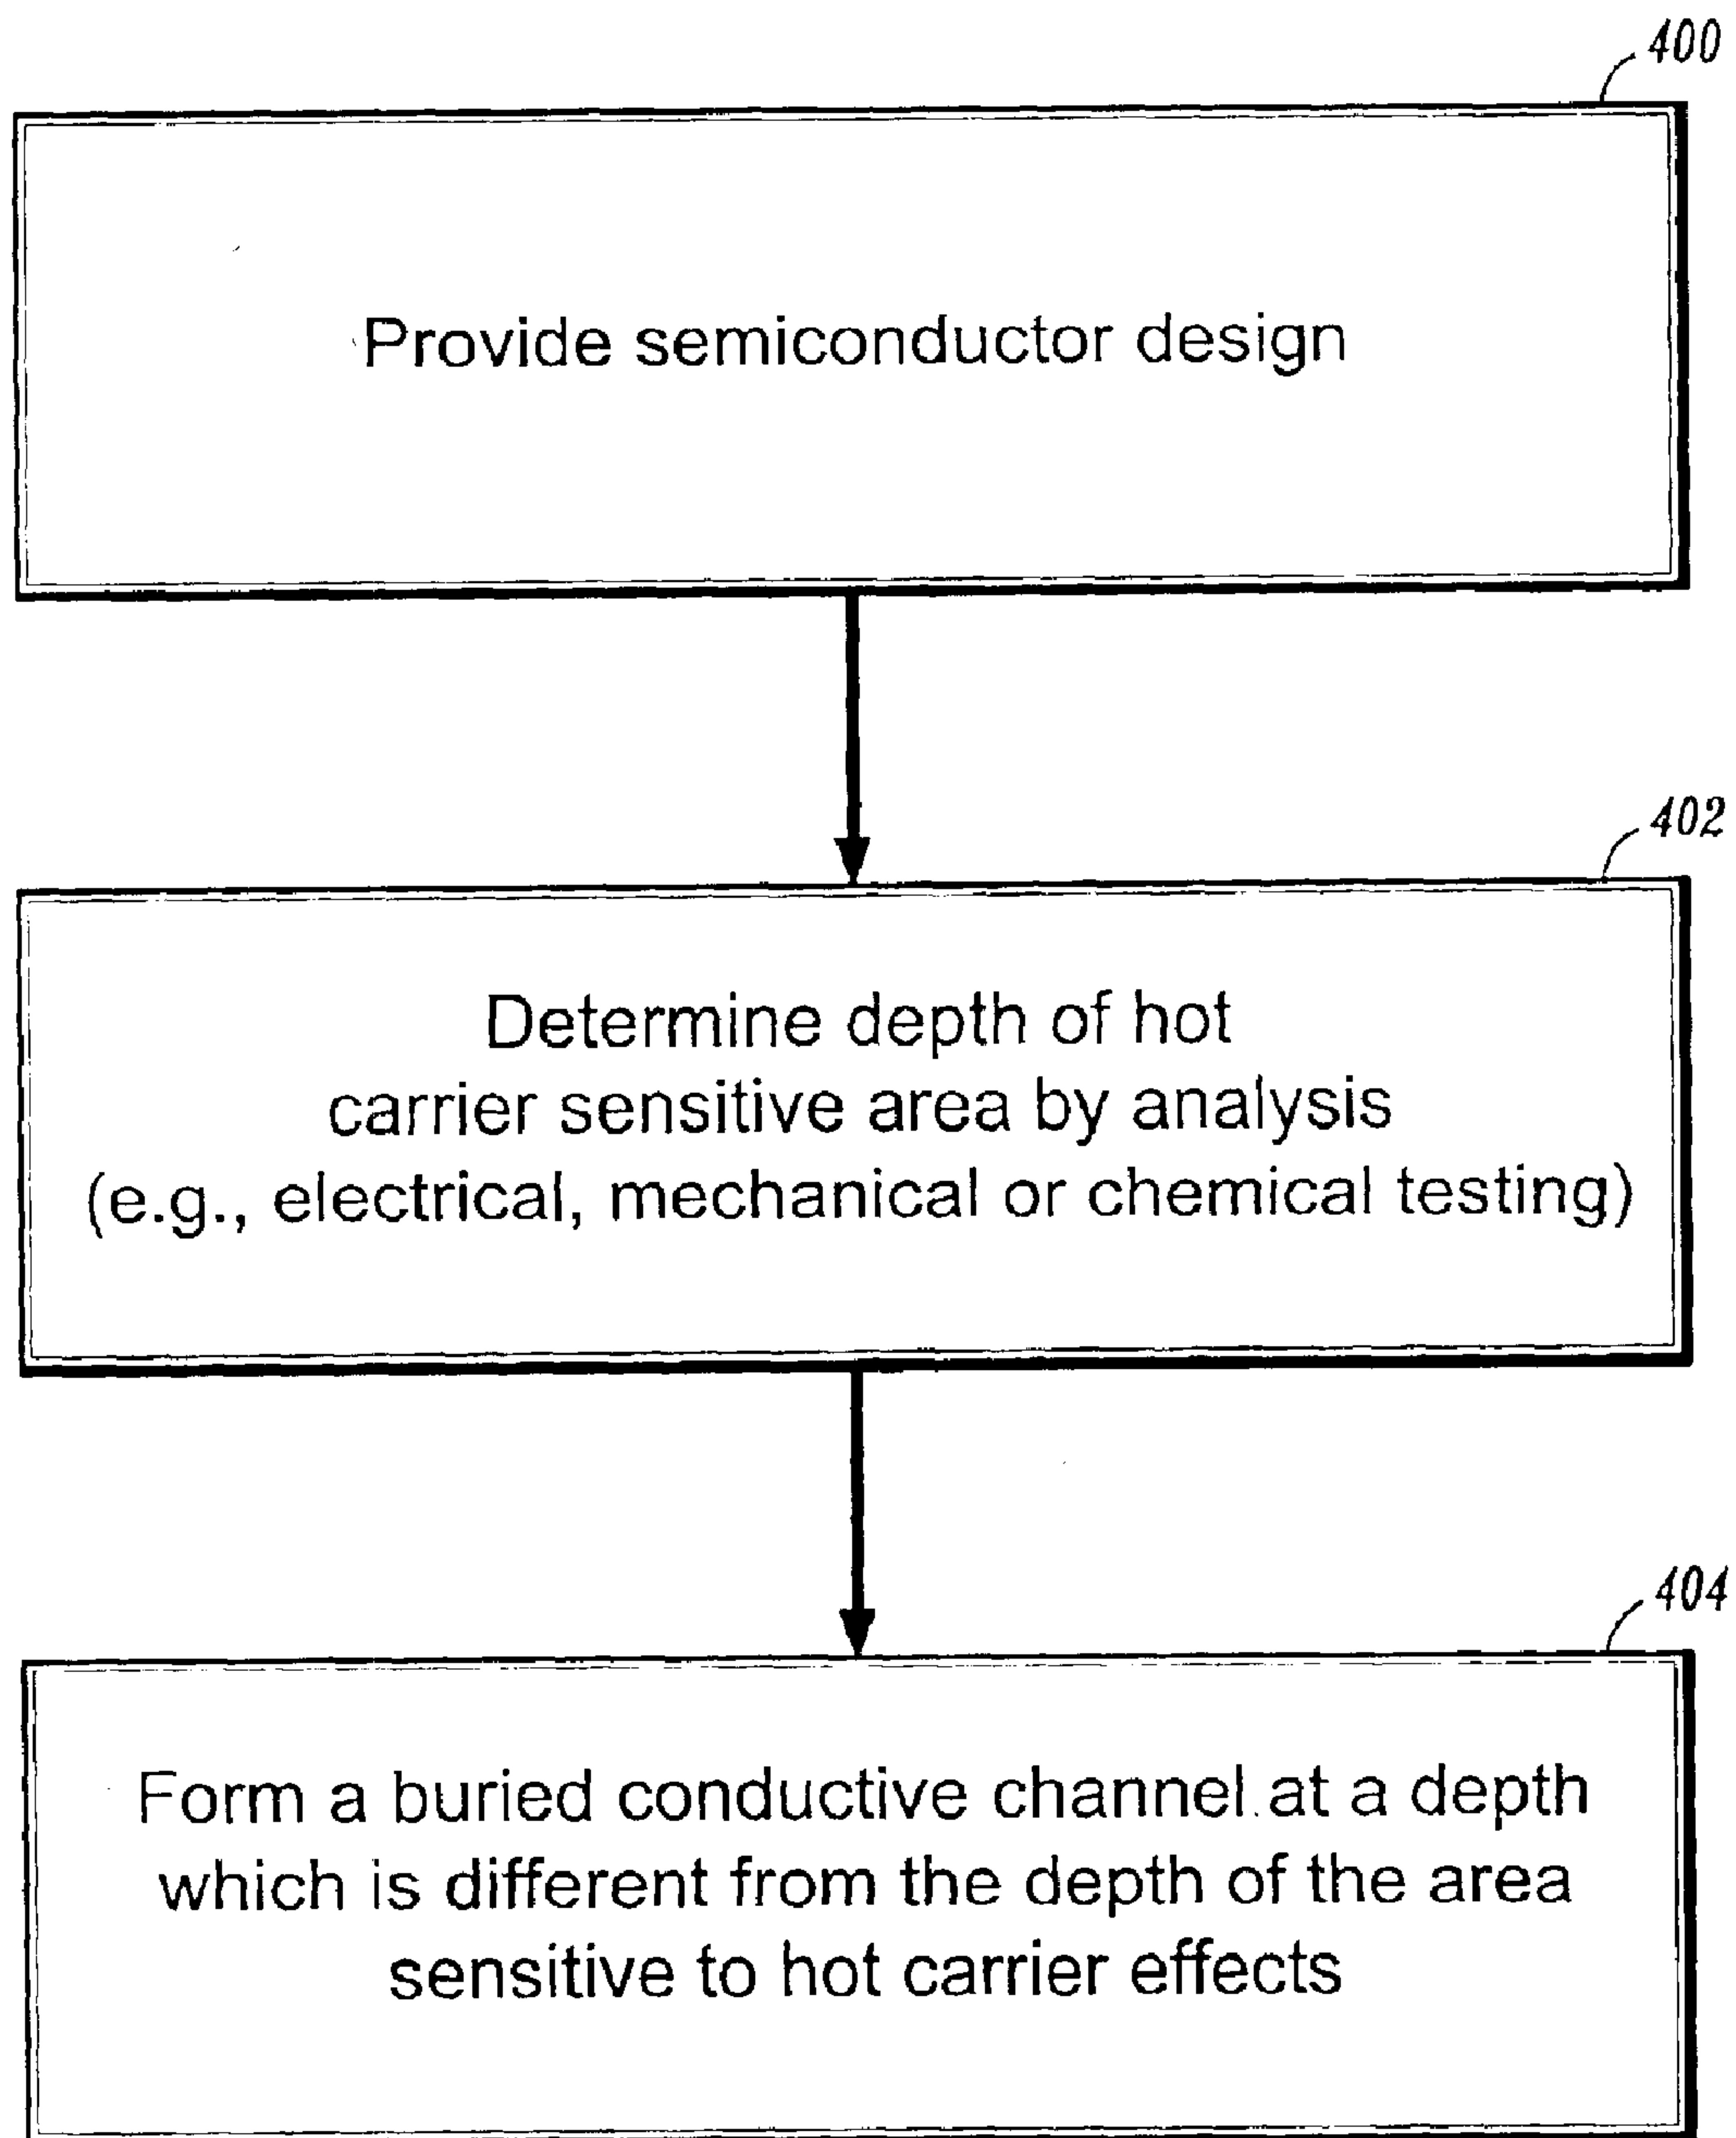 400
Provide semiconductor design
402
Determine depth of hot
carrier sensitive area by analysis
(e.g., electrical, mechanical or chemical testing)
404
Form a buried conductive channel at a depth
which is different from the depth of the area
sensitive to hot carrier effects